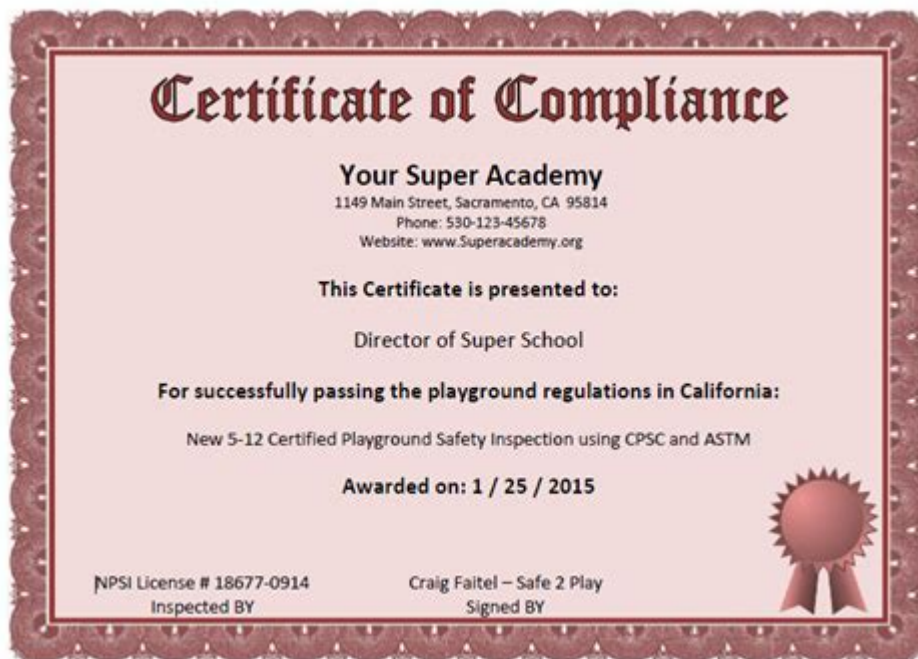 Certificate of Compliance
Your Super Academy
1149 Main Street, Sacramento, CA 95814
Phone: 530-123-45678
Website: www.Superacademy.org
This Certificate is presented to:
Director of Super School
For successfully passing the playground regulations in California:
New 5-12 Certified Playground Safety Inspection using CPSC and ASTM
Awarded on: 1 / 25 / 2015
NPSI License # 18677-0914
Inspected BY
Craig Faitel – Safe 2 Play
Signed BY